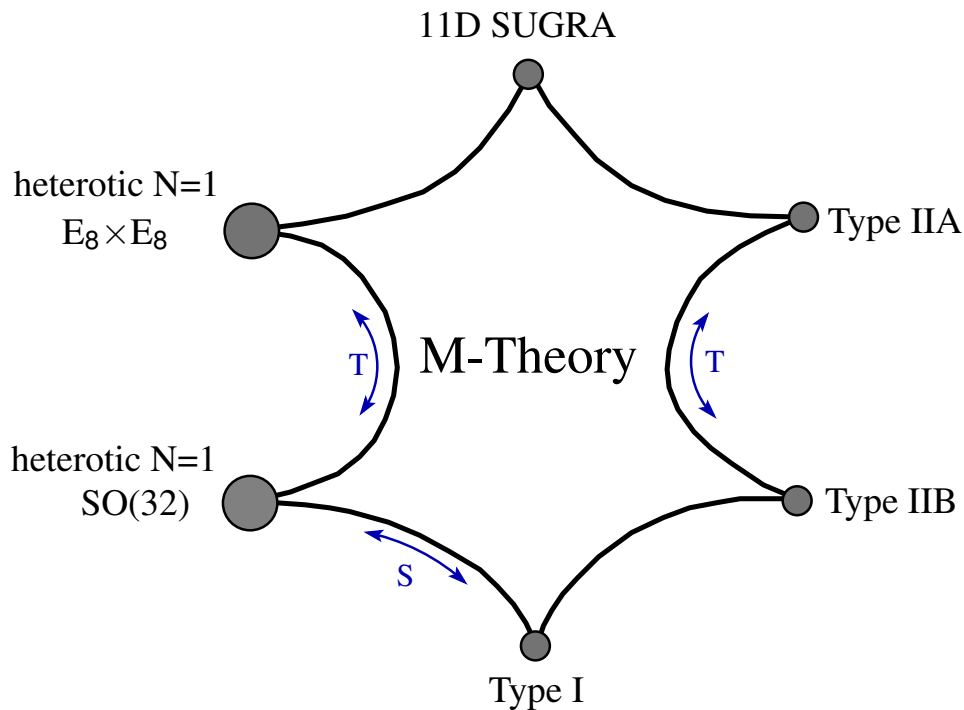 11D SUGRA
heterotic N=1
E₈×E₈
Type IIA
T
M-Theory
T
heterotic N=1
SO(32)
Type IIB
S
Type I